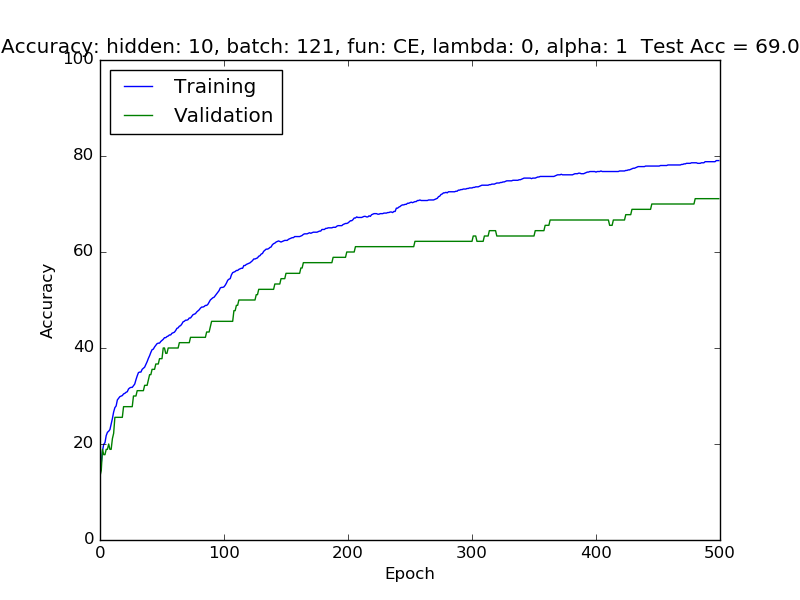 Accuracy: hidden: 10, batch: 121, fun: CE, lambda: 0, alpha: 1  Test Acc = 69.0
Training
Validation
100
80
60
40
20
0
Accuracy
0 100 200 300 400 500
Epoch